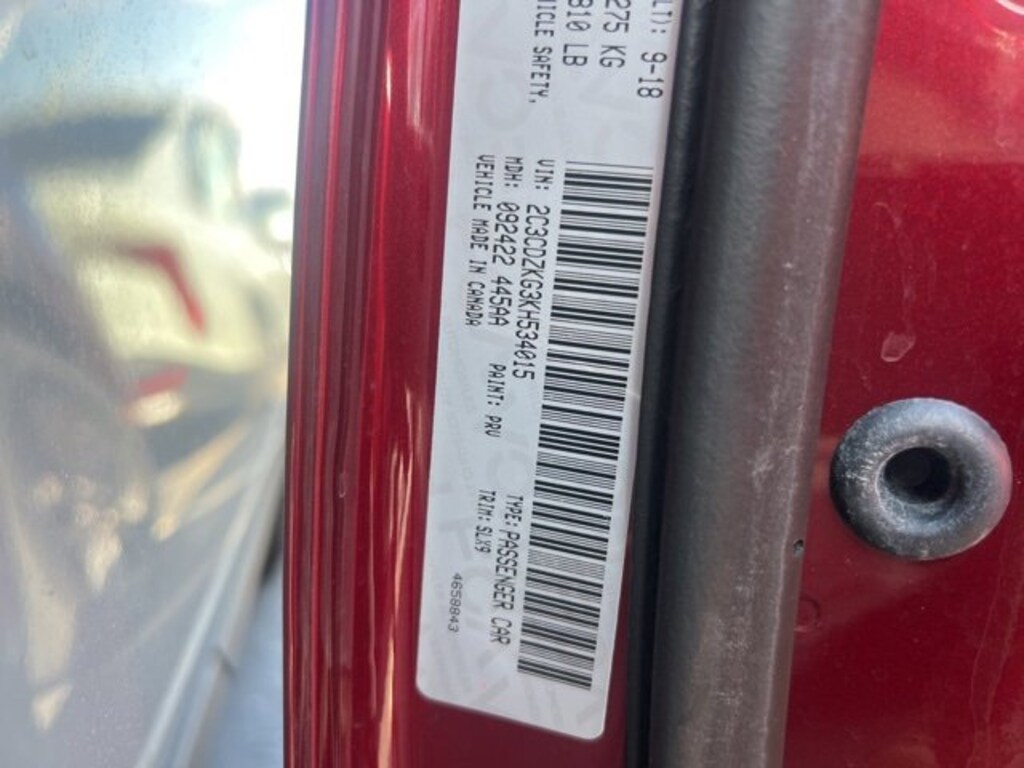 LT): 9-18
275 KG
810 LB
VEHICLE SAFETY,
VIN: 2C3CDZKG3KH534015
TYPE: PASSENGER CAR
MDH: 092422 445AA PAINT: PRV
TRIM: SLX9
VEHICLE MADE IN CANADA
4658843